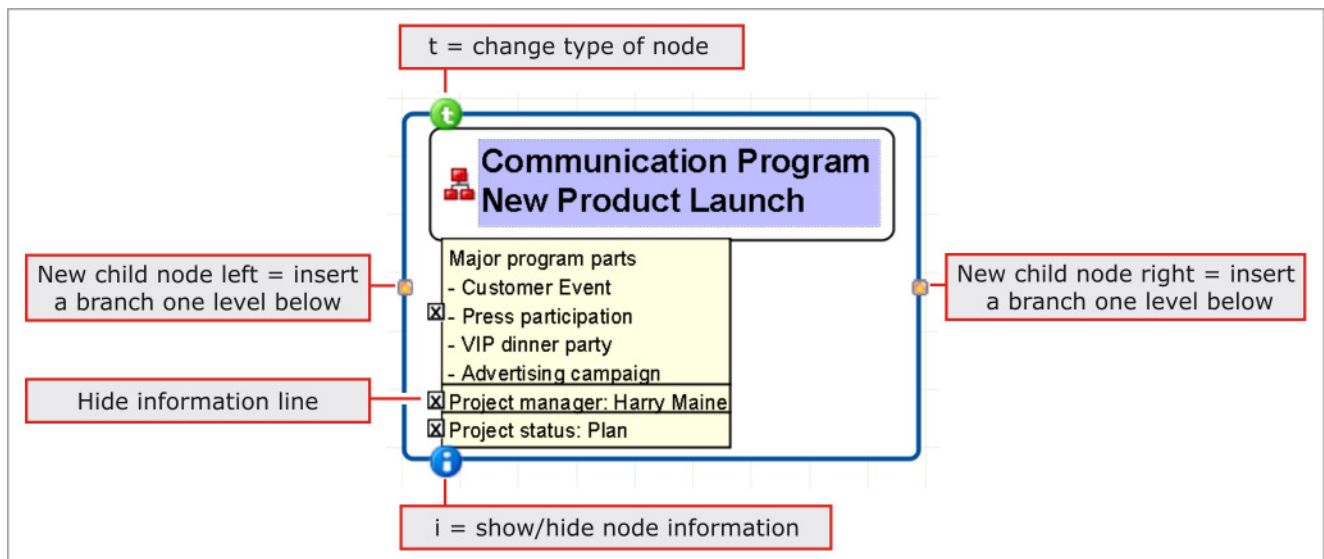 t = change type of node
t
Communication Program
New Product Launch
Major program parts
- Customer Event
- Press participation
- VIP dinner party
- Advertising campaign
X
New child node left = insert
a branch one level below
New child node right = insert
a branch one level below
Hide information line
X Project manager: Harry Maine
X Project status: Plan
i
i = show/hide node information